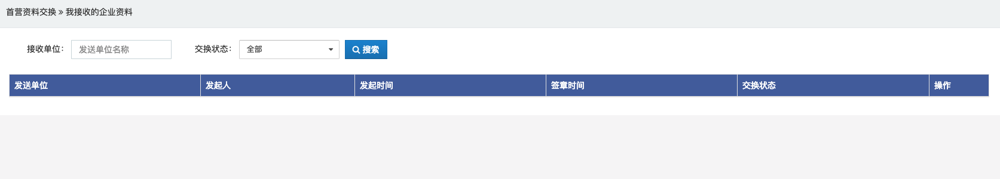 首营资料交换 » 我接收的企业资料
接收单位： 发送单位名称 交换状态： 全部 搜索
发送单位 发起人 发起时间 签章时间 交换状态 操作